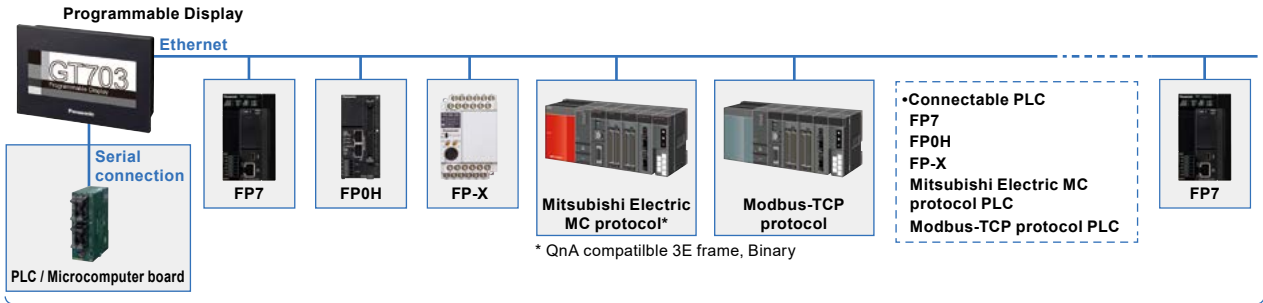 Programmable Display
Ethernet
GT703
Programmable Display
Panasonic
Serial
connection
PLC / Microcomputer board
FP7
FP0H
FP-X
Mitsubishi Electric
MC protocol*
Modbus-TCP
protocol
* QnA compatilble 3E frame, Binary
•Connectable PLC
FP7
FP0H
FP-X
Mitsubishi Electric MC
protocol PLC
Modbus-TCP protocol PLC
FP7